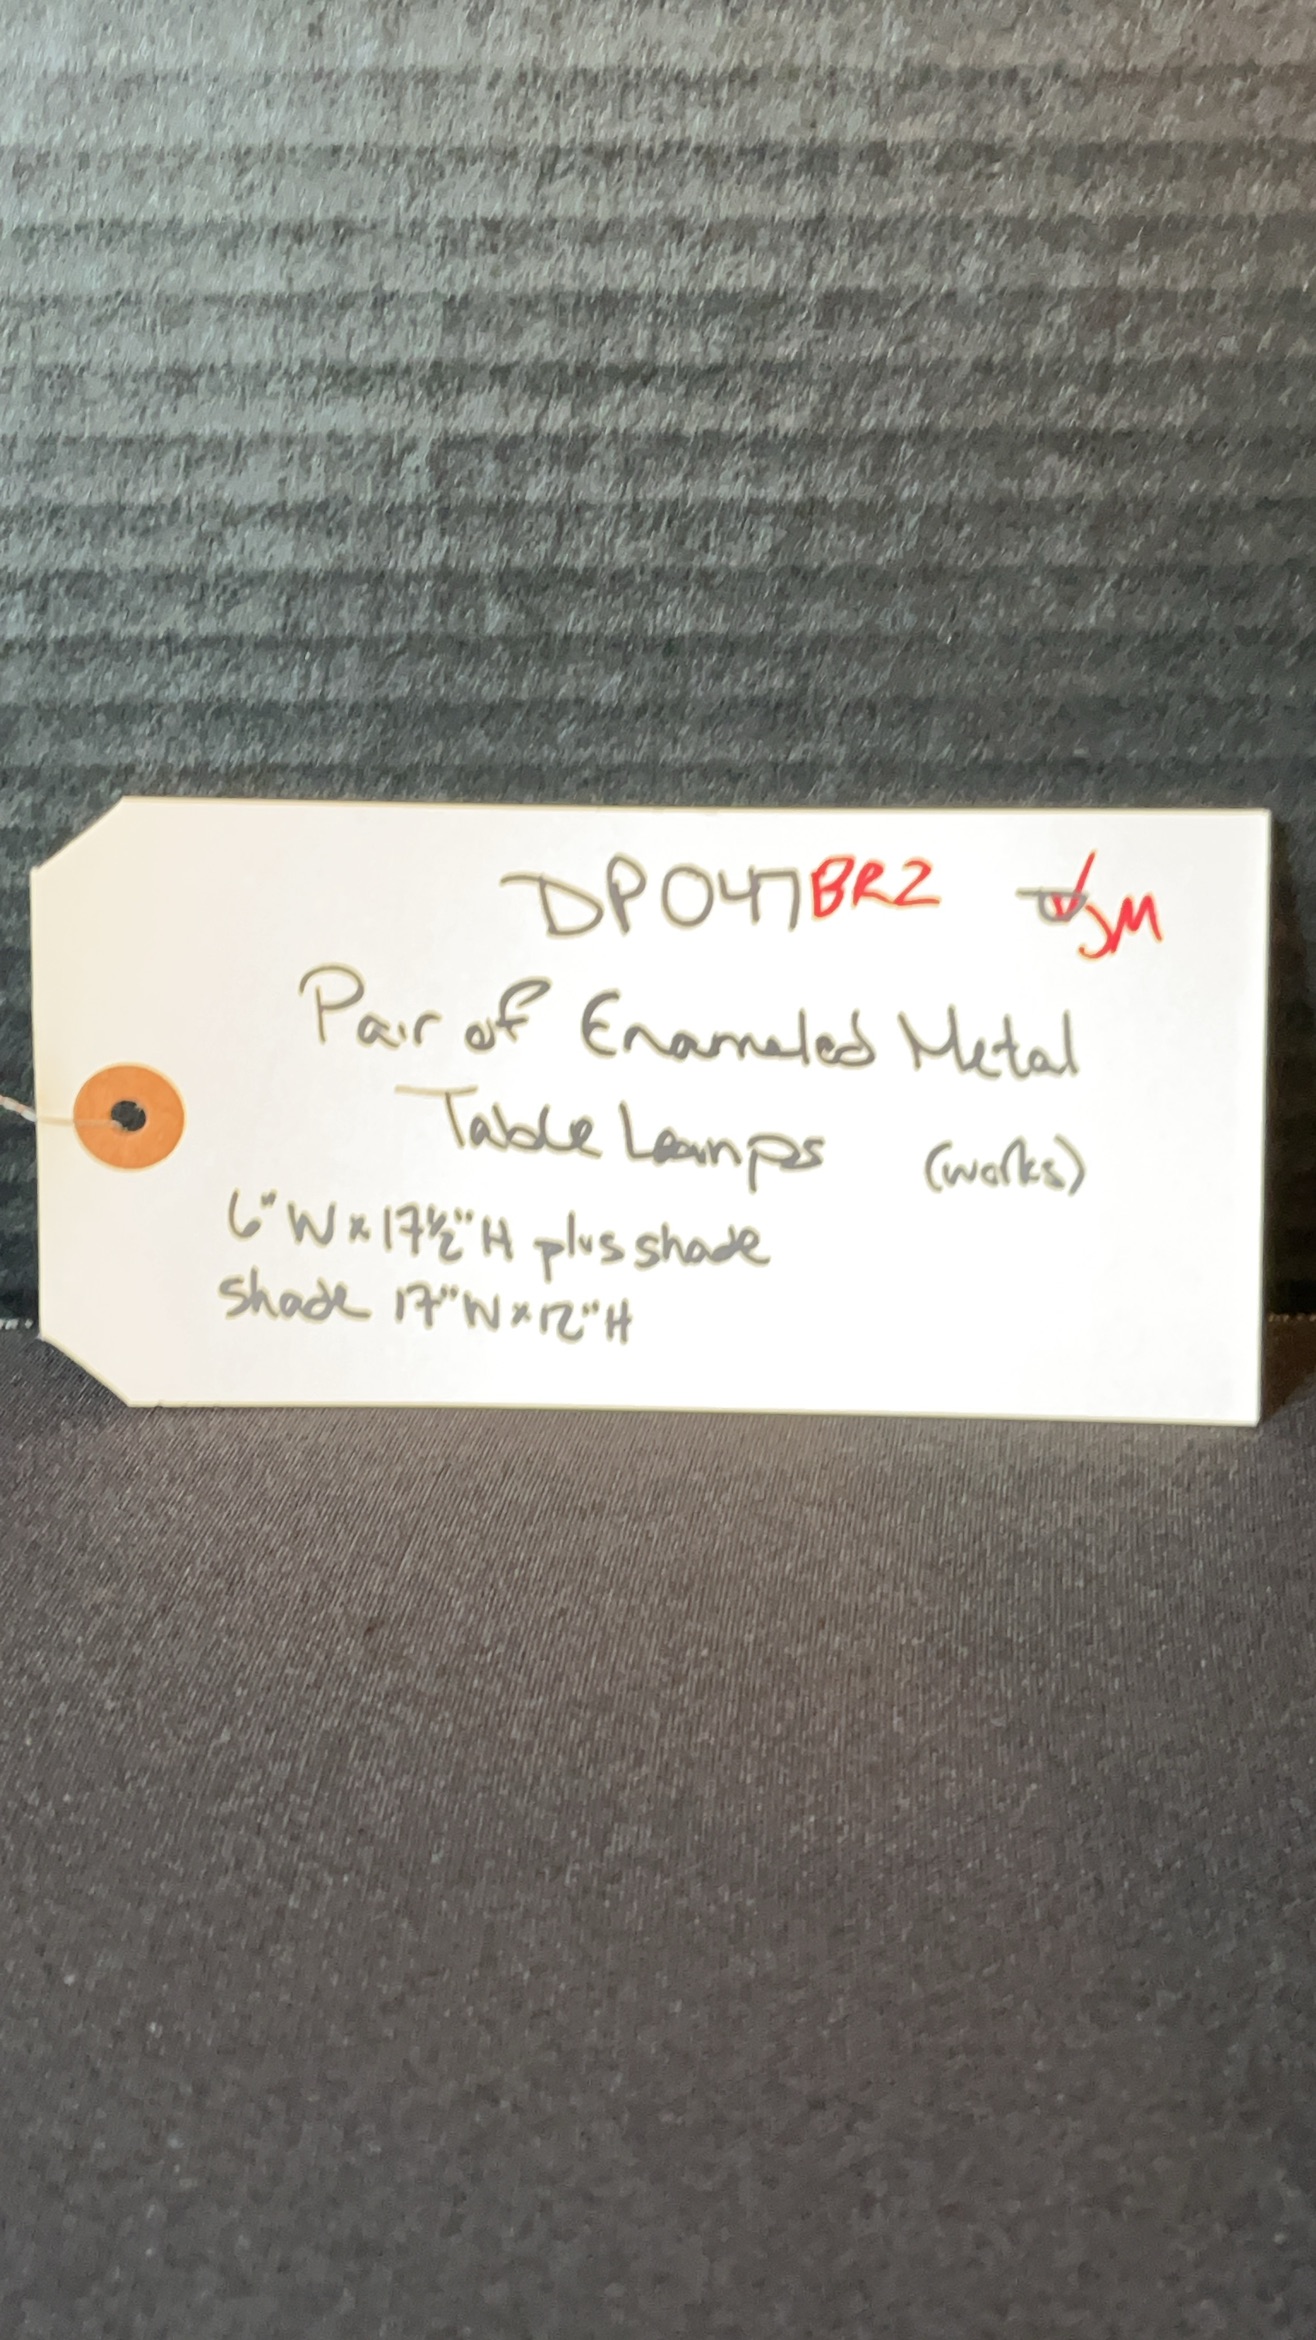 DP047BR2 JM
Pair of Enameled Metal
Table Lamps (works)
6" W x 17½" H plus shade
shade 17" W x 12" H